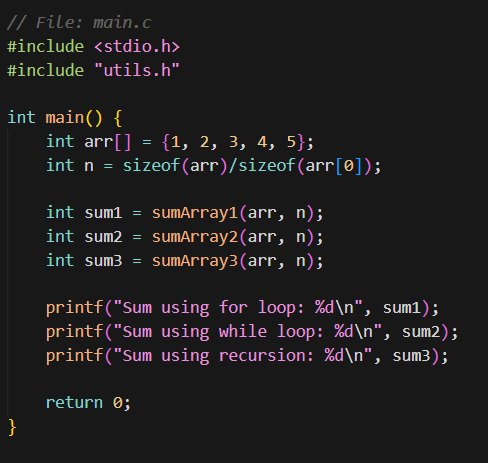 // File: main.c
#include <stdio.h>
#include "utils.h"

int main() {
    int arr[] = {1, 2, 3, 4, 5};
    int n = sizeof(arr)/sizeof(arr[0]);

    int sum1 = sumArray1(arr, n);
    int sum2 = sumArray2(arr, n);
    int sum3 = sumArray3(arr, n);

    printf("Sum using for loop: %d\n", sum1);
    printf("Sum using while loop: %d\n", sum2);
    printf("Sum using recursion: %d\n", sum3);

    return 0;
}